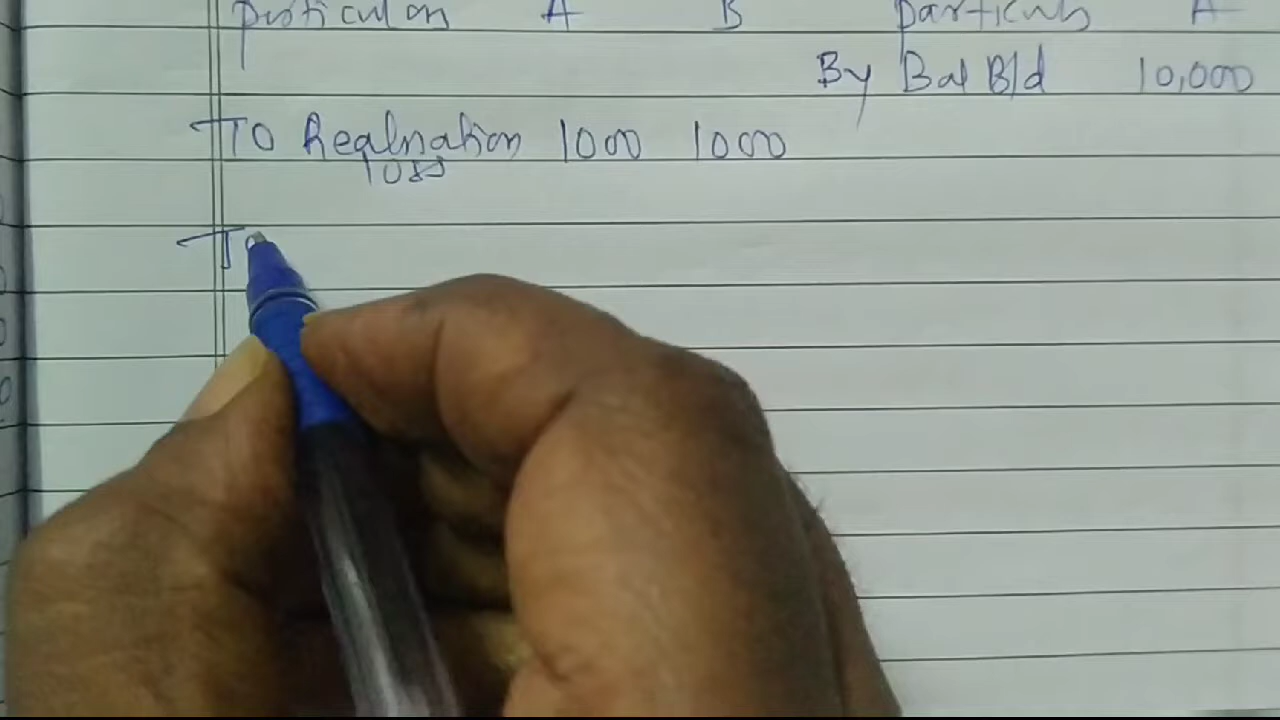 Particulars A B Particulars A
By Bal B/d 10,000
To Realisation 1000 1000
loss
To